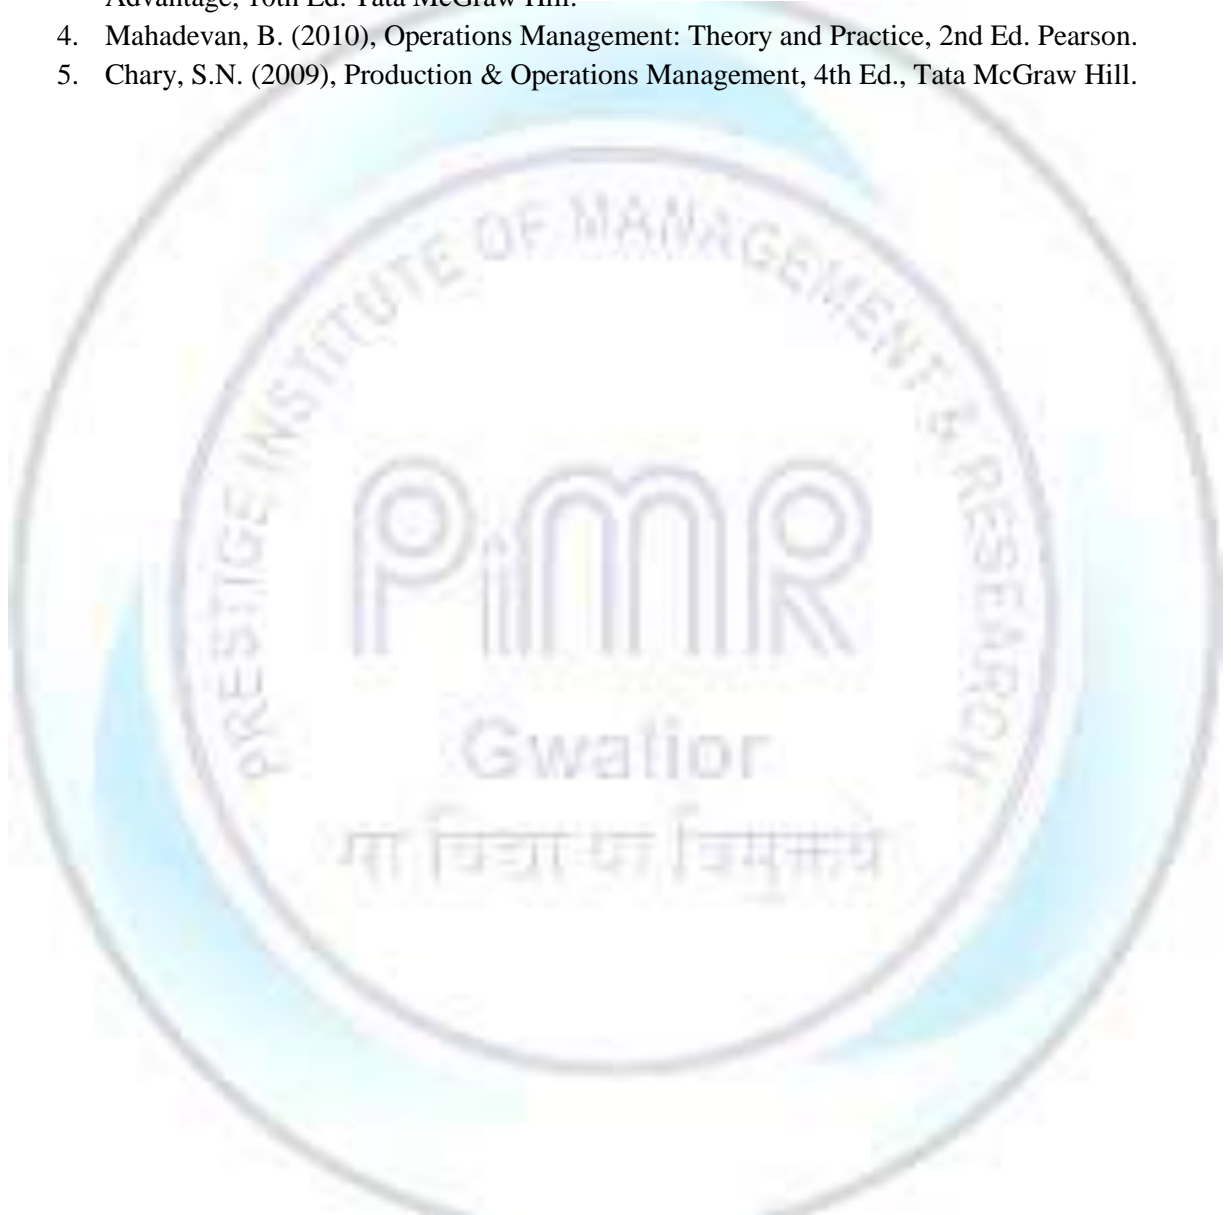 Advantage, 10th Ed. Tata McGraw Hill.
4. Mahadevan, B. (2010), Operations Management: Theory and Practice, 2nd Ed. Pearson.
5. Chary, S.N. (2009), Production & Operations Management, 4th Ed., Tata McGraw Hill.
PRESTIGE INSTITUTE OF MANAGEMENT & RESEARCH
PiMR
Gwalior
सा विद्या या विमुक्तये